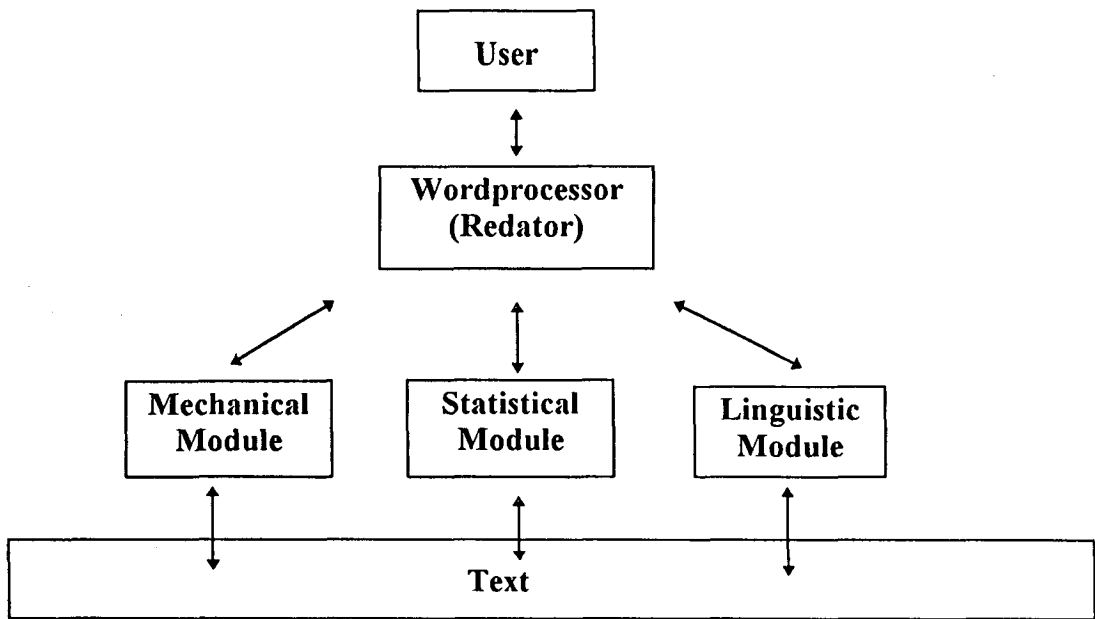 User
Wordprocessor
(Redator)
Mechanical
Module
Statistical
Module
Linguistic
Module
Text